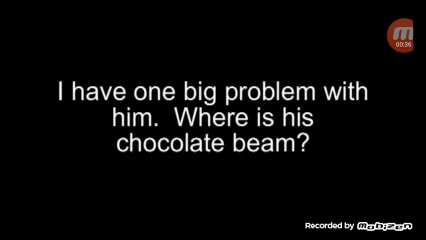 00:36
I have one big problem with
him.  Where is his
chocolate beam?
Recorded by mobizen